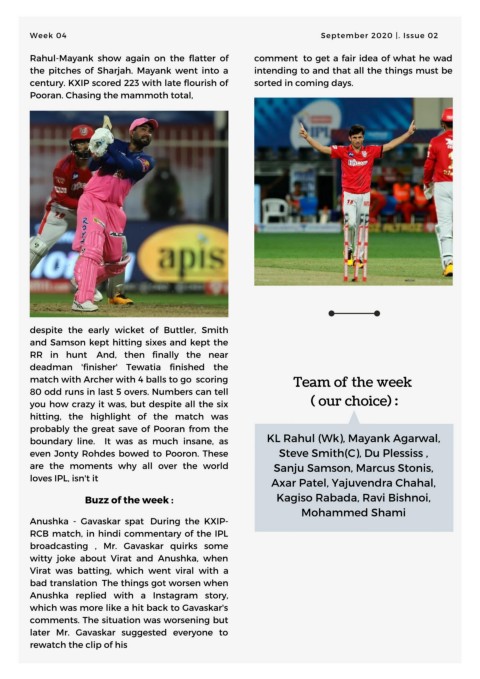 Week 04
September 2020 |. Issue 02
Rahul-Mayank show again on the flatter of
the pitches of Sharjah. Mayank went into a
century. KXIP scored 223 with late flourish of
Pooran. Chasing the mammoth total,
apis
despite the early wicket of Buttler, Smith
and Samson kept hitting sixes and kept the
RR in hunt And, then finally the near
deadman 'finisher' Tewatia finished the
match with Archer with 4 balls to go scoring
80 odd runs in last 5 overs. Numbers can tell
you how crazy it was, but despite all the six
hitting, the highlight of the match was
probably the great save of Pooran from the
boundary line. It was as much insane, as
even Jonty Rohdes bowed to Pooron. These
are the moments why all over the world
loves IPL, isn't it
Buzz of the week :
Anushka - Gavaskar spat During the KXIP-
RCB match, in hindi commentary of the IPL
broadcasting , Mr. Gavaskar quirks some
witty joke about Virat and Anushka, when
Virat was batting, which went viral with a
bad translation The things got worsen when
Anushka replied with a Instagram story,
which was more like a hit back to Gavaskar's
comments. The situation was worsening but
later Mr. Gavaskar suggested everyone to
rewatch the clip of his
comment to get a fair idea of what he wad
intending to and that all the things must be
sorted in coming days.
IPL
Team of the week
( our choice) :
KL Rahul (Wk), Mayank Agarwal,
Steve Smith(C), Du Plessiss ,
Sanju Samson, Marcus Stonis,
Axar Patel, Yajuvendra Chahal,
Kagiso Rabada, Ravi Bishnoi,
Mohammed Shami